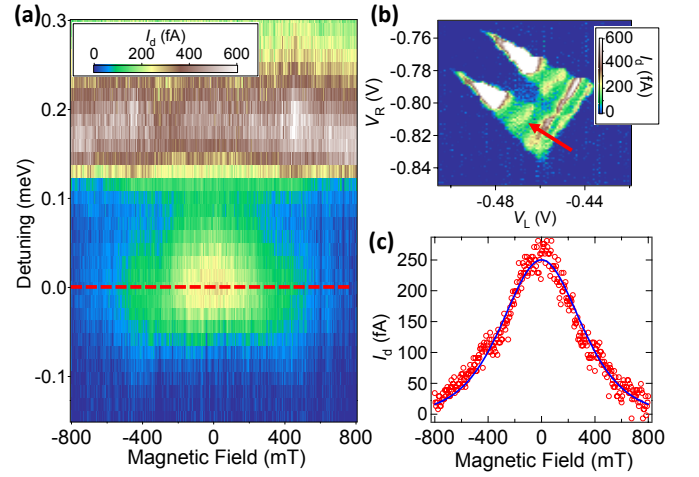 (a)
I_d (fA)
0 200 400 600
0.3
0.2
0.1
0.0
-0.1
Detuning (meV)
-800 -400 0 400 800
Magnetic Field (mT)
(b)
-0.76
-0.78
-0.80
-0.82
-0.84
V_R (V)
600
400
200
0
I_d (fA)
-0.48 -0.44
V_L (V)
(c)
250
200
150
100
50
0
I_d (fA)
-800 -400 0 400 800
Magnetic Field (mT)